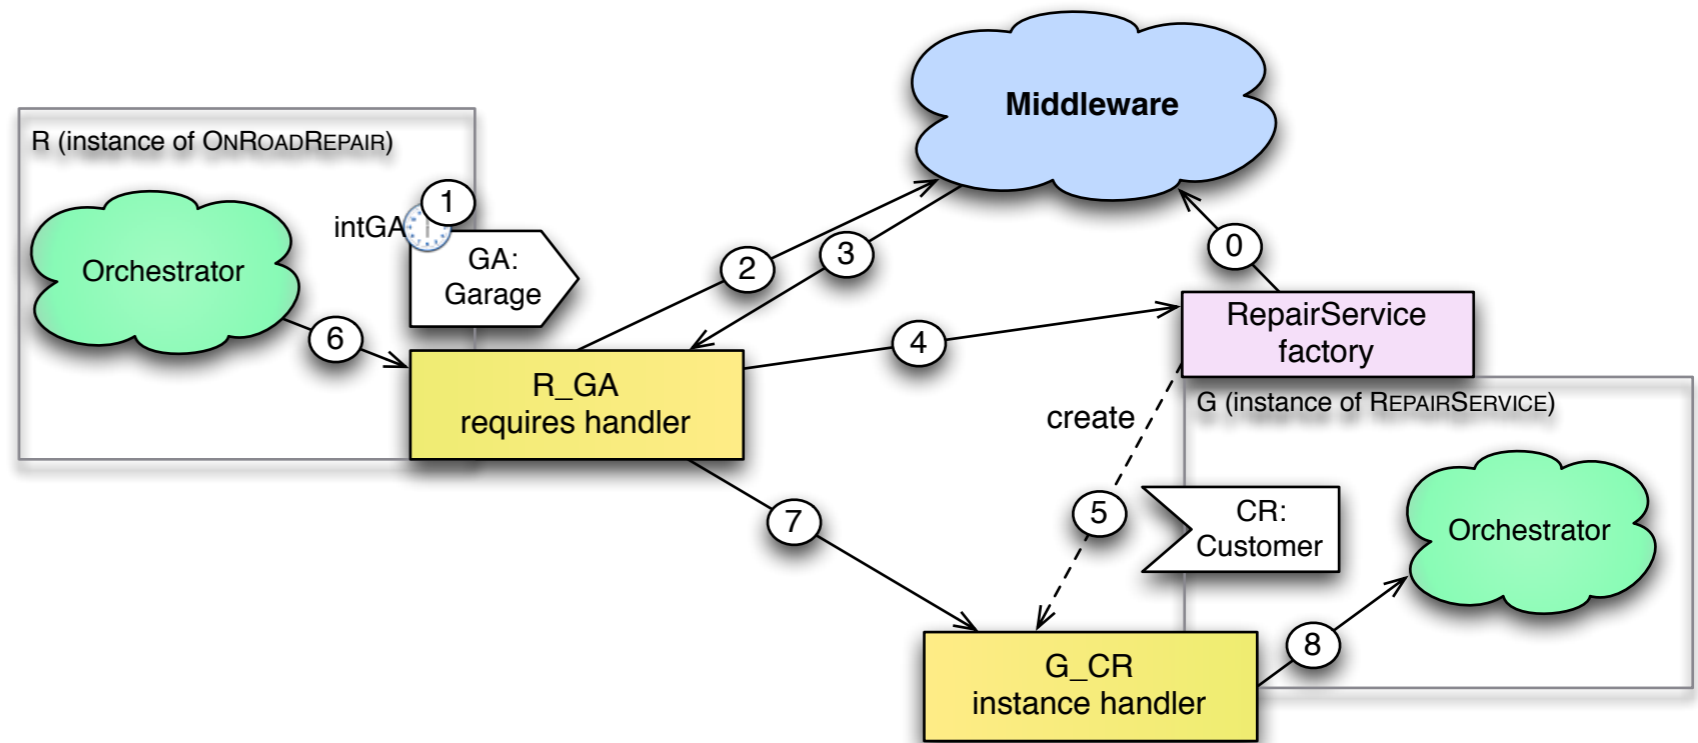 Middleware
R (instance of ONROADREPAIR)
1
intGA
Orchestrator
GA:
Garage
2
3
0
6
4
RepairService
factory
R_GA
requires handler
create
G (instance of REPAIRSERVICE)
7
5
CR:
Customer
Orchestrator
8
G_CR
instance handler